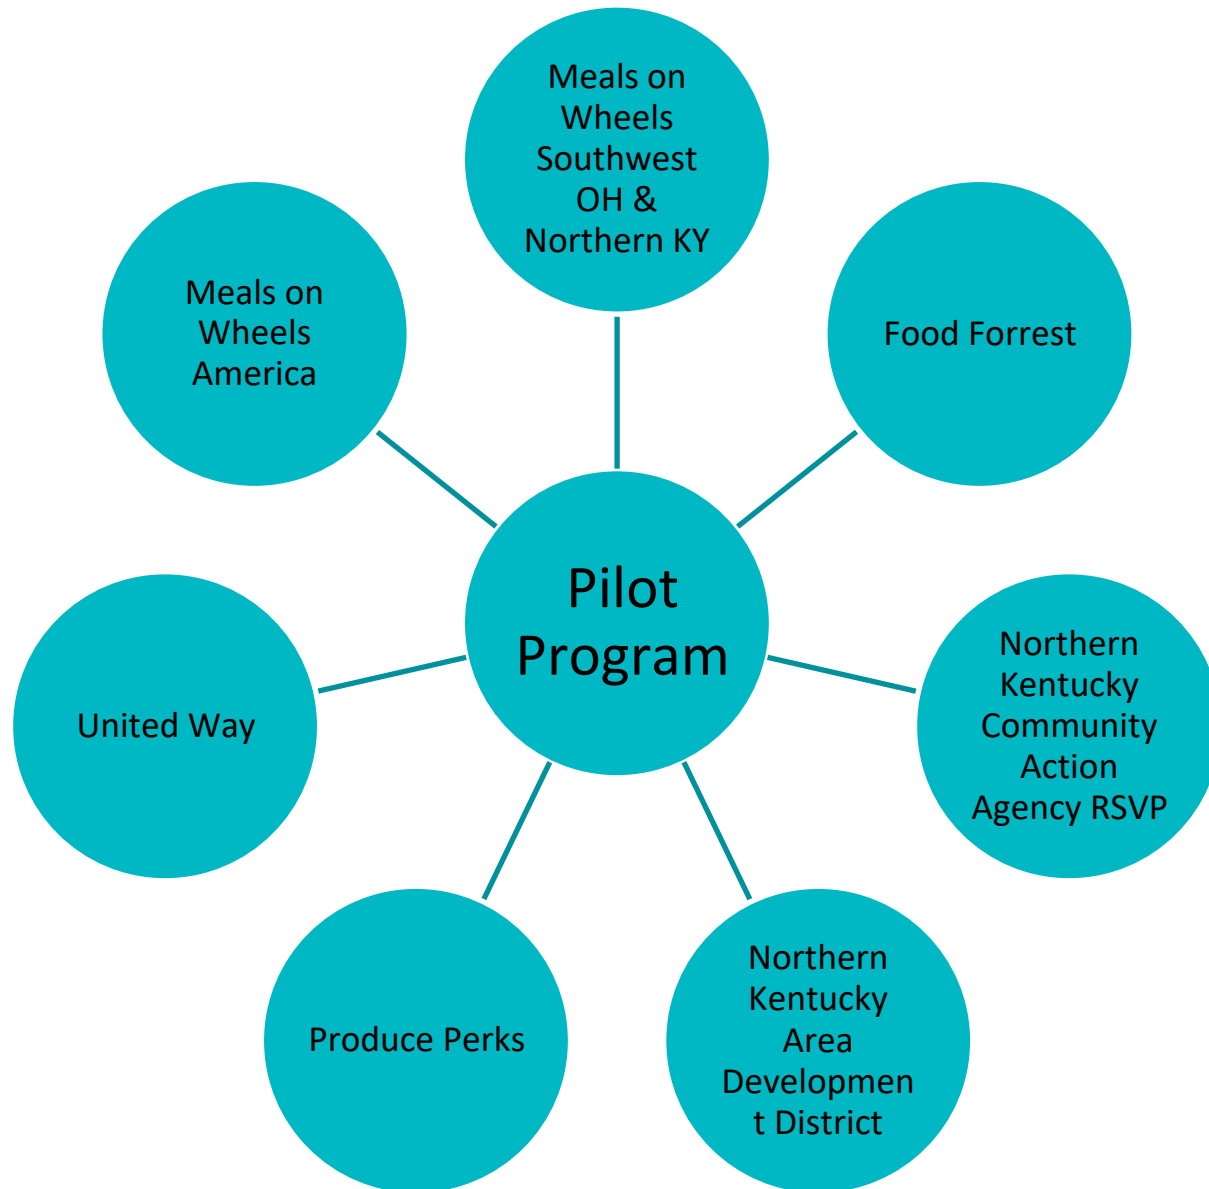 Meals on
Wheels
Southwest
OH &
Northern KY
Meals on
Wheels
America
Food Forrest
Pilot
Program
Northern
Kentucky
Community
Action
Agency RSVP
United Way
Northern
Kentucky
Area
Developmen
t District
Produce Perks